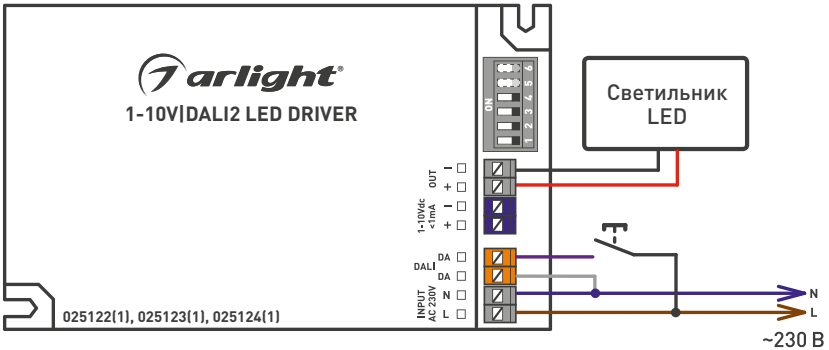 arlight®
1-10V|DALI2 LED DRIVER
ON
1 2 3 4 5 6
Светильник
LED
OUT
−
+
1-10Vdc
<1mA
−
+
DALI
DA
DA
INPUT
AC 230V
N
L
N
L
~230 В
025122(1), 025123(1), 025124(1)